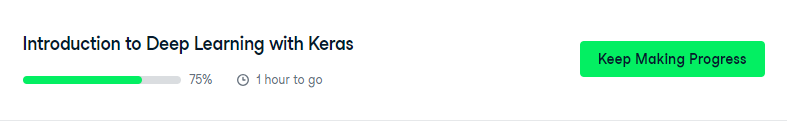 Introduction to Deep Learning with Keras
75% 1 hour to go
Keep Making Progress